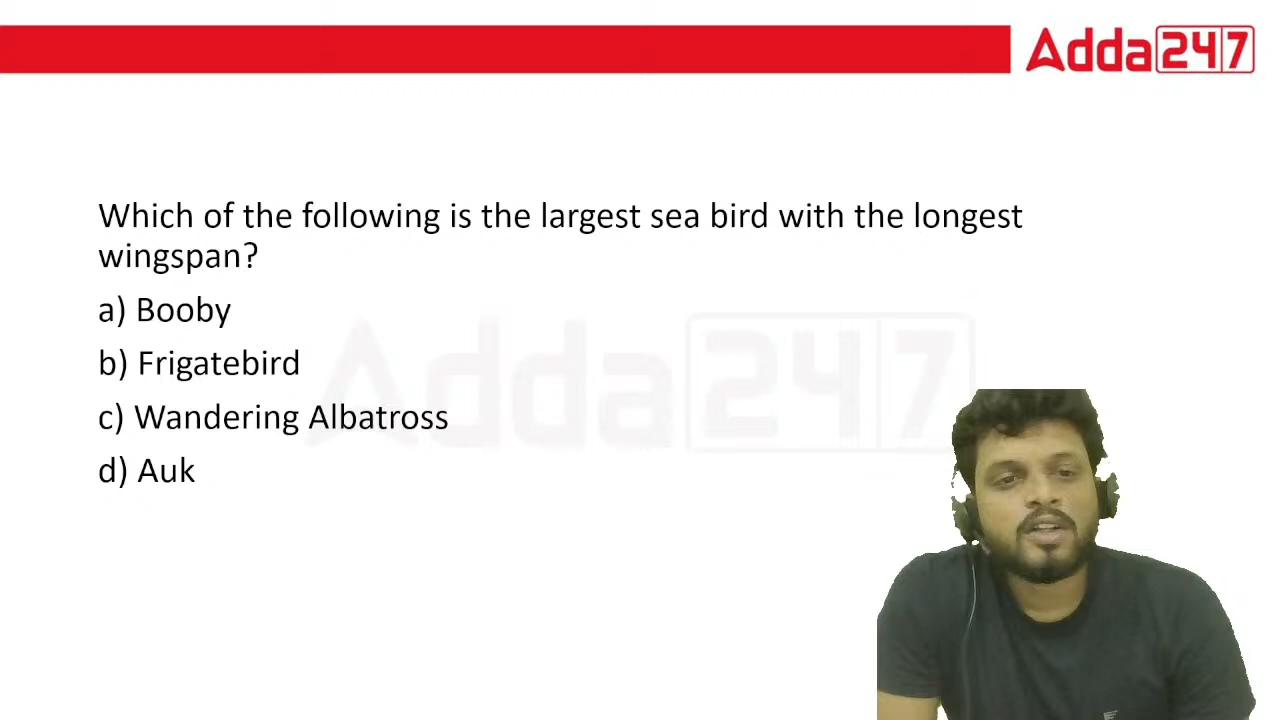 Adda247
Which of the following is the largest sea bird with the longest
wingspan?
a) Booby
b) Frigatebird
c) Wandering Albatross
d) Auk
Adda247